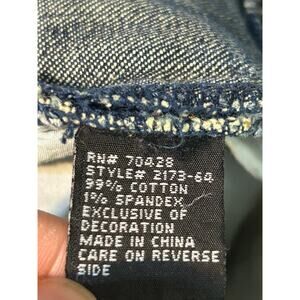 RN# 70428
STYLE# 2173-64
99% COTTON
1% SPANDEX
EXCLUSIVE OF
DECORATION
MADE IN CHINA
CARE ON REVERSE
SIDE